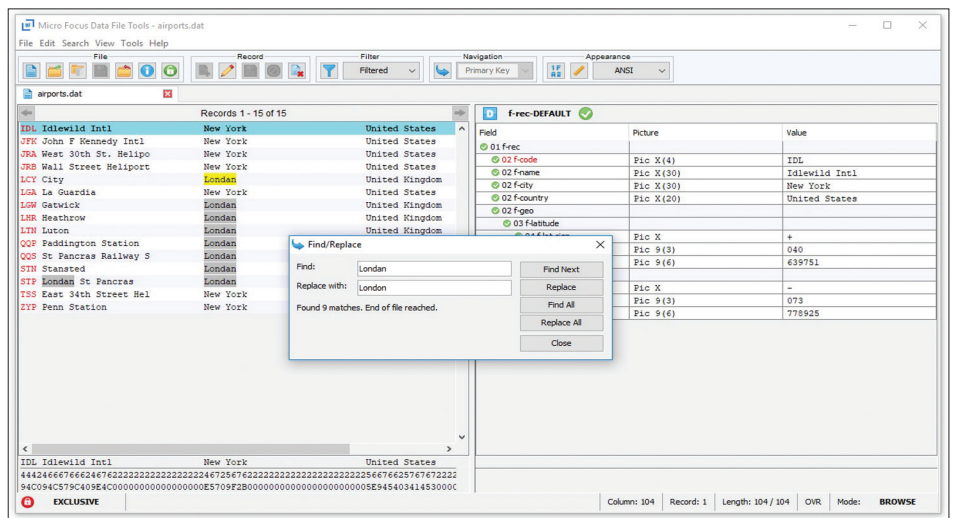 Micro Focus Data File Tools - airports.dat
File Edit Search View Tools Help
File Record Filter Navigation Appearance
Filtered Primary Key ANSI
airports.dat
Records 1 - 15 of 15
IDL Idlewild Intl New York United States
JFK John F Kennedy Intl New York United States
JRA West 30th St. Helipo New York United States
JRB Wall Street Heliport New York United States
LCY City Londan United Kingdom
LGA La Guardia New York United States
LGW Gatwick Londan United Kingdom
LHR Heathrow Londan United Kingdom
LTN Luton Londan United Kingdom
QQP Paddington Station Londan
QQS St Pancras Railway S Londan
STN Stansted Londan
STP Londan St Pancras Londan
TSS East 34th Street Hel New York
ZYP Penn Station New York
D f-rec-DEFAULT
Field Picture Value
01 f-rec
02 f-code Pic X(4) IDL
02 f-name Pic X(30) Idlewild Intl
02 f-city Pic X(30) New York
02 f-country Pic X(20) United States
02 f-geo
03 f-latitude
Pic X +
Pic 9(3) 040
Pic 9(6) 639751
Pic X -
Pic 9(3) 073
Pic 9(6) 778925
Find/Replace
Find: Londan Find Next
Replace with: London Replace
Found 9 matches. End of file reached. Find All
Replace All
Close
IDL Idlewild Intl New York United States
EXCLUSIVE Column: 104 Record: 1 Length: 104 / 104 OVR Mode: BROWSE